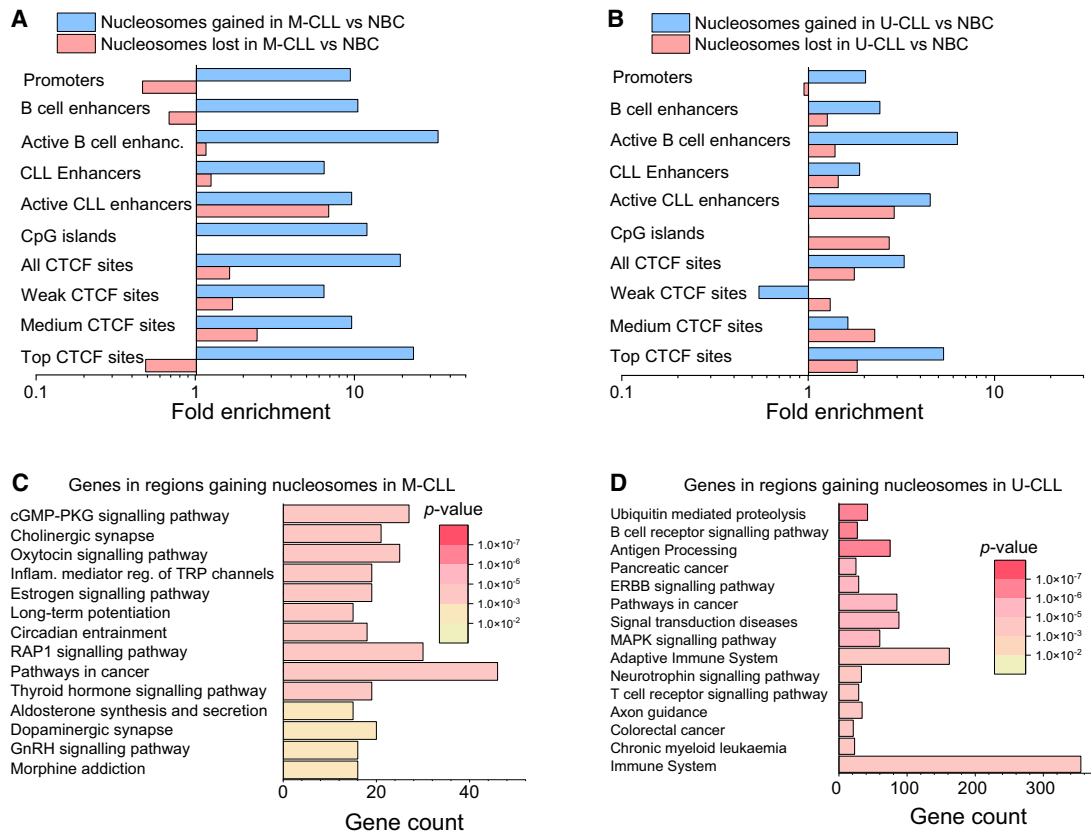 A
Nucleosomes gained in M-CLL vs NBC
Nucleosomes lost in M-CLL vs NBC
Promoters
B cell enhancers
Active B cell enhanc.
CLL Enhancers
Active CLL enhancers
CpG islands
All CTCF sites
Weak CTCF sites
Medium CTCF sites
Top CTCF sites
0.1 1 10
Fold enrichment
B
Nucleosomes gained in U-CLL vs NBC
Nucleosomes lost in U-CLL vs NBC
Promoters
B cell enhancers
Active B cell enhancers
CLL Enhancers
Active CLL enhancers
CpG islands
All CTCF sites
Weak CTCF sites
Medium CTCF sites
Top CTCF sites
0.1 1 10
Fold enrichment
C Genes in regions gaining nucleosomes in M-CLL
cGMP-PKG signalling pathway
Cholinergic synapse
Oxytocin signalling pathway
Inflam. mediator reg. of TRP channels
Estrogen signalling pathway
Long-term potentiation
Circadian entrainment
RAP1 signalling pathway
Pathways in cancer
Thyroid hormone signalling pathway
Aldosterone synthesis and secretion
Dopaminergic synapse
GnRH signalling pathway
Morphine addiction
p-value
1.0×10⁻⁷
1.0×10⁻⁶
1.0×10⁻⁵
1.0×10⁻³
1.0×10⁻²
0 20 40
Gene count
D Genes in regions gaining nucleosomes in U-CLL
Ubiquitin mediated proteolysis
B cell receptor signalling pathway
Antigen Processing
Pancreatic cancer
ERBB signalling pathway
Pathways in cancer
Signal transduction diseases
MAPK signalling pathway
Adaptive Immune System
Neurotrophin signalling pathway
T cell receptor signalling pathway
Axon guidance
Colorectal cancer
Chronic myeloid leukaemia
Immune System
p-value
1.0×10⁻⁷
1.0×10⁻⁶
1.0×10⁻⁵
1.0×10⁻³
1.0×10⁻²
0 100 200 300
Gene count